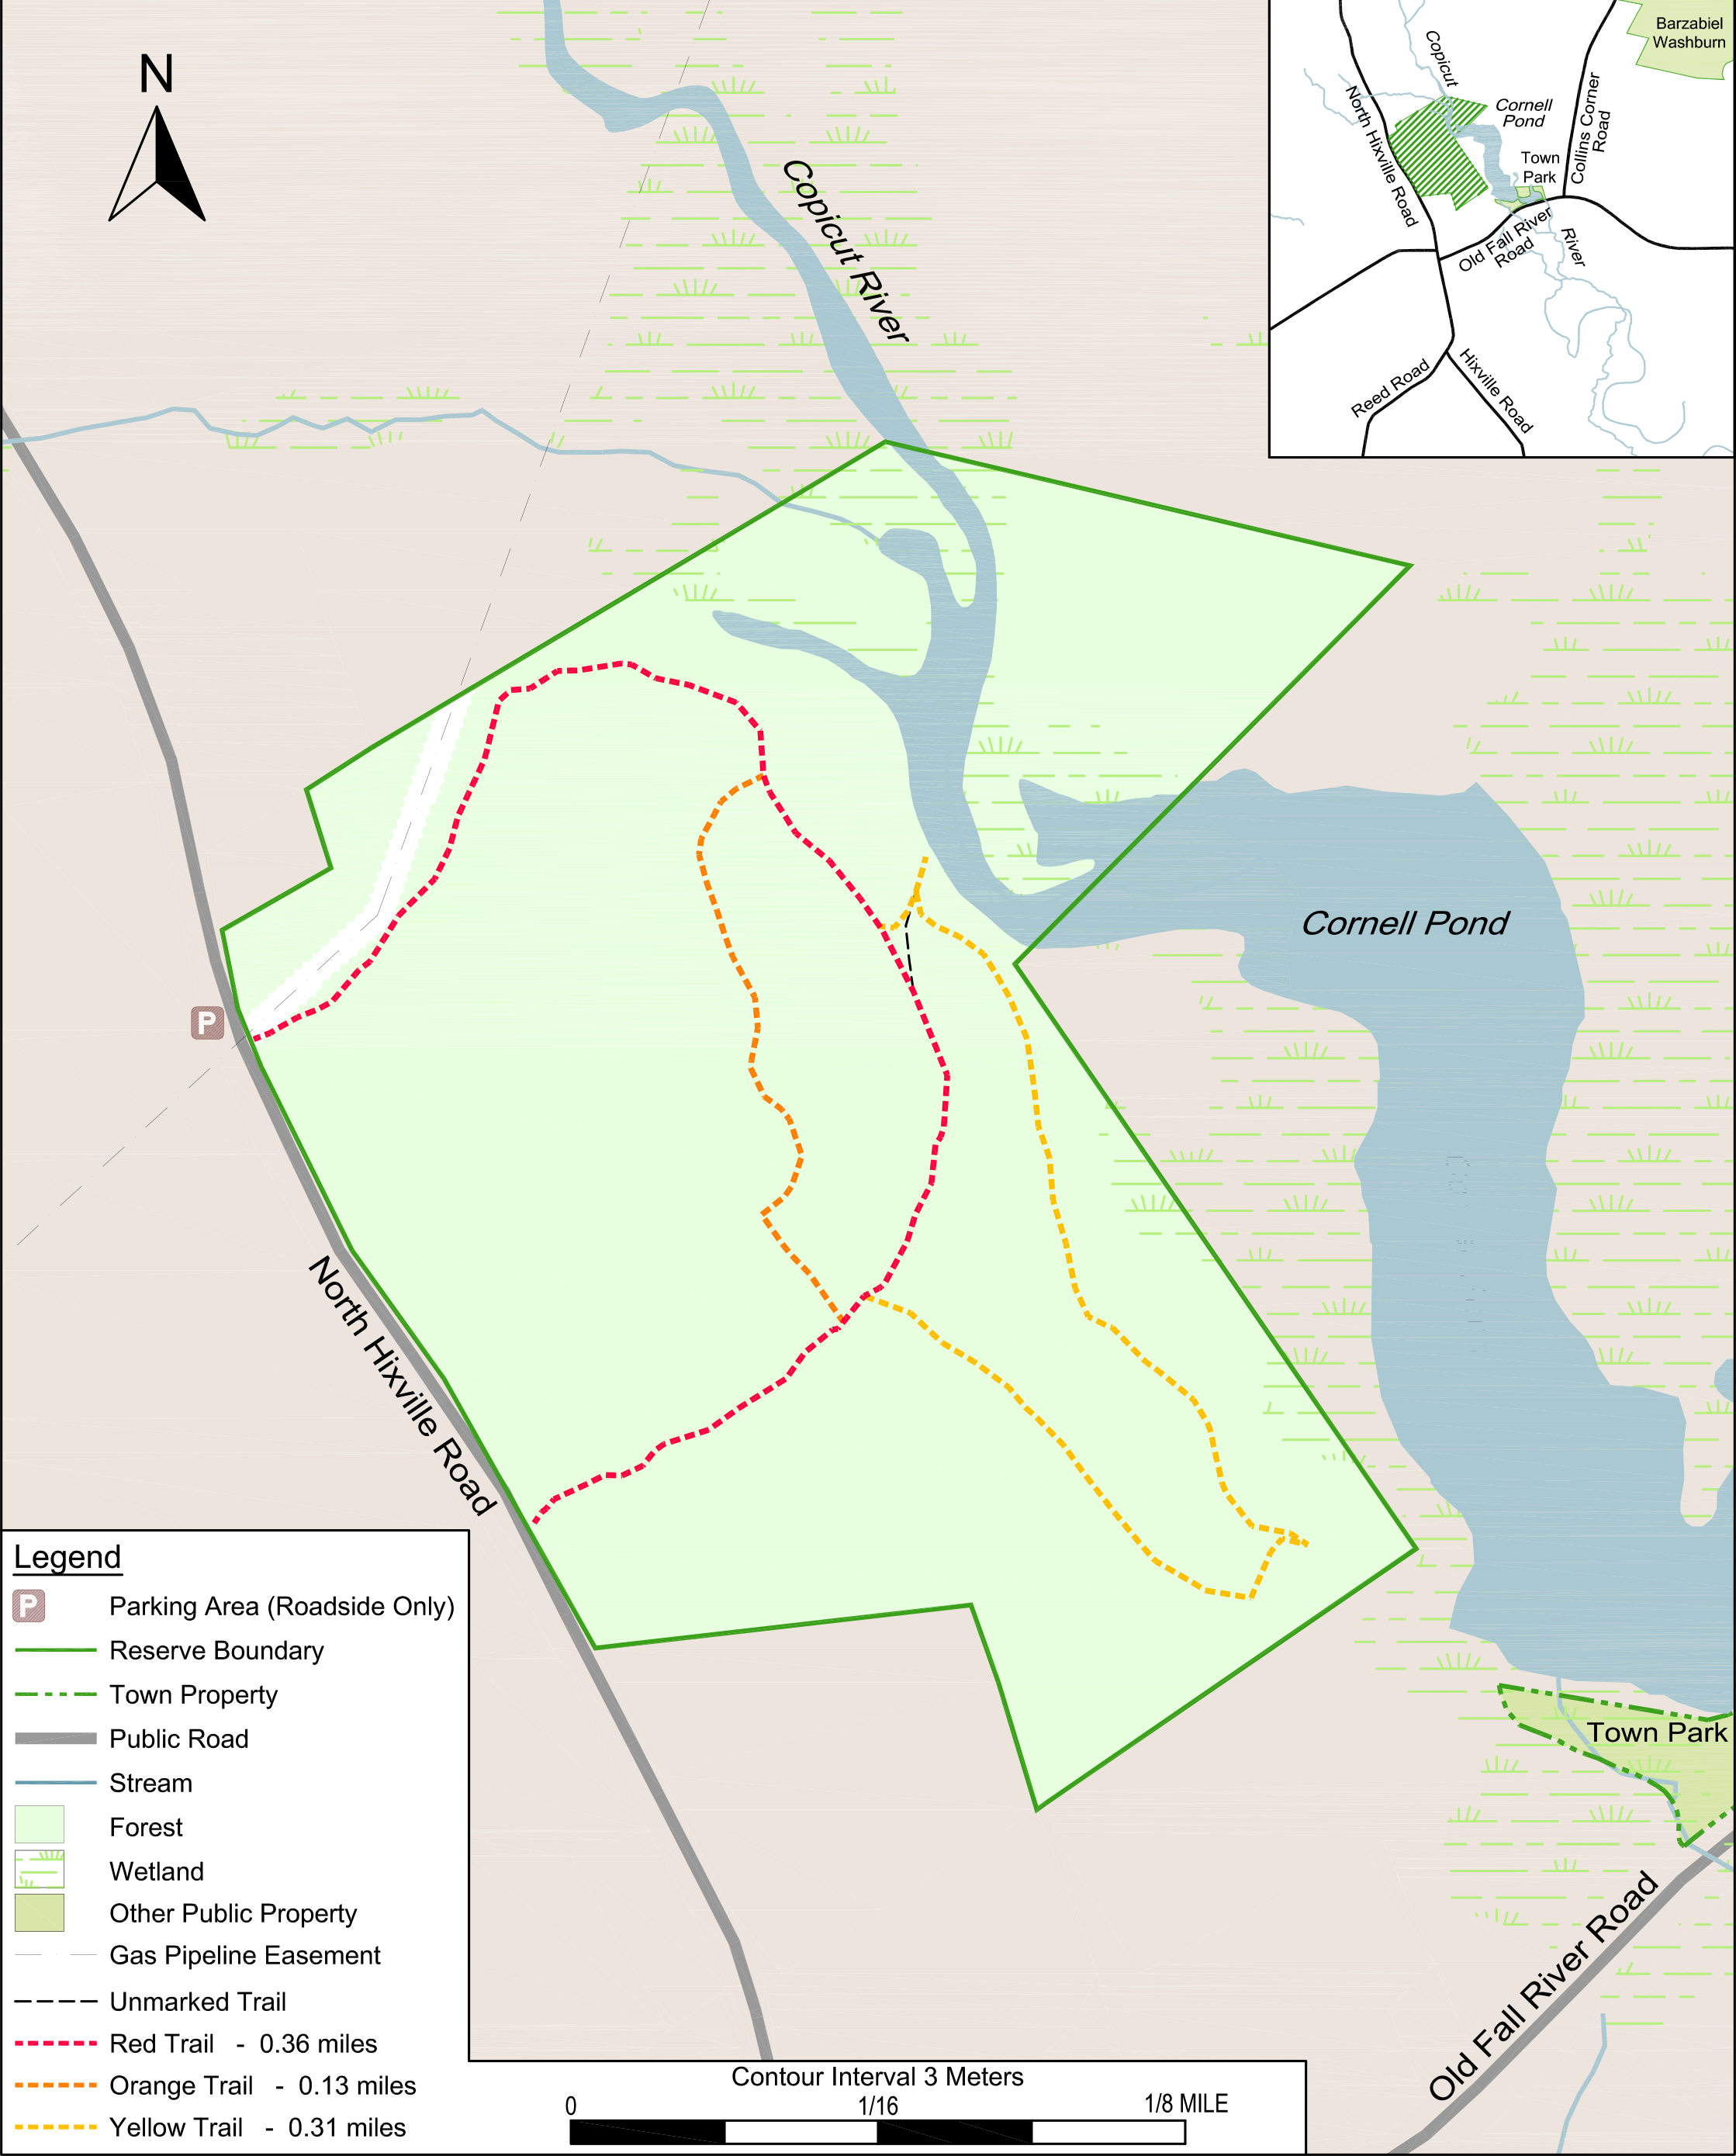 N
Copicut River
Cornell Pond
North Hixville Road
Town Park
Old Fall River Road
P
Barzabiel
Washburn
Copicut
North Hixville Road
Cornell
Pond
Collins Corner
Road
Town
Park
Old Fall River
Road
River
Reed Road
Hixville Road
Legend
P Parking Area (Roadside Only)
Reserve Boundary
Town Property
Public Road
Stream
Forest
Wetland
Other Public Property
Gas Pipeline Easement
Unmarked Trail
Red Trail - 0.36 miles
Orange Trail - 0.13 miles
Yellow Trail - 0.31 miles
Contour Interval 3 Meters
0 1/16 1/8 MILE